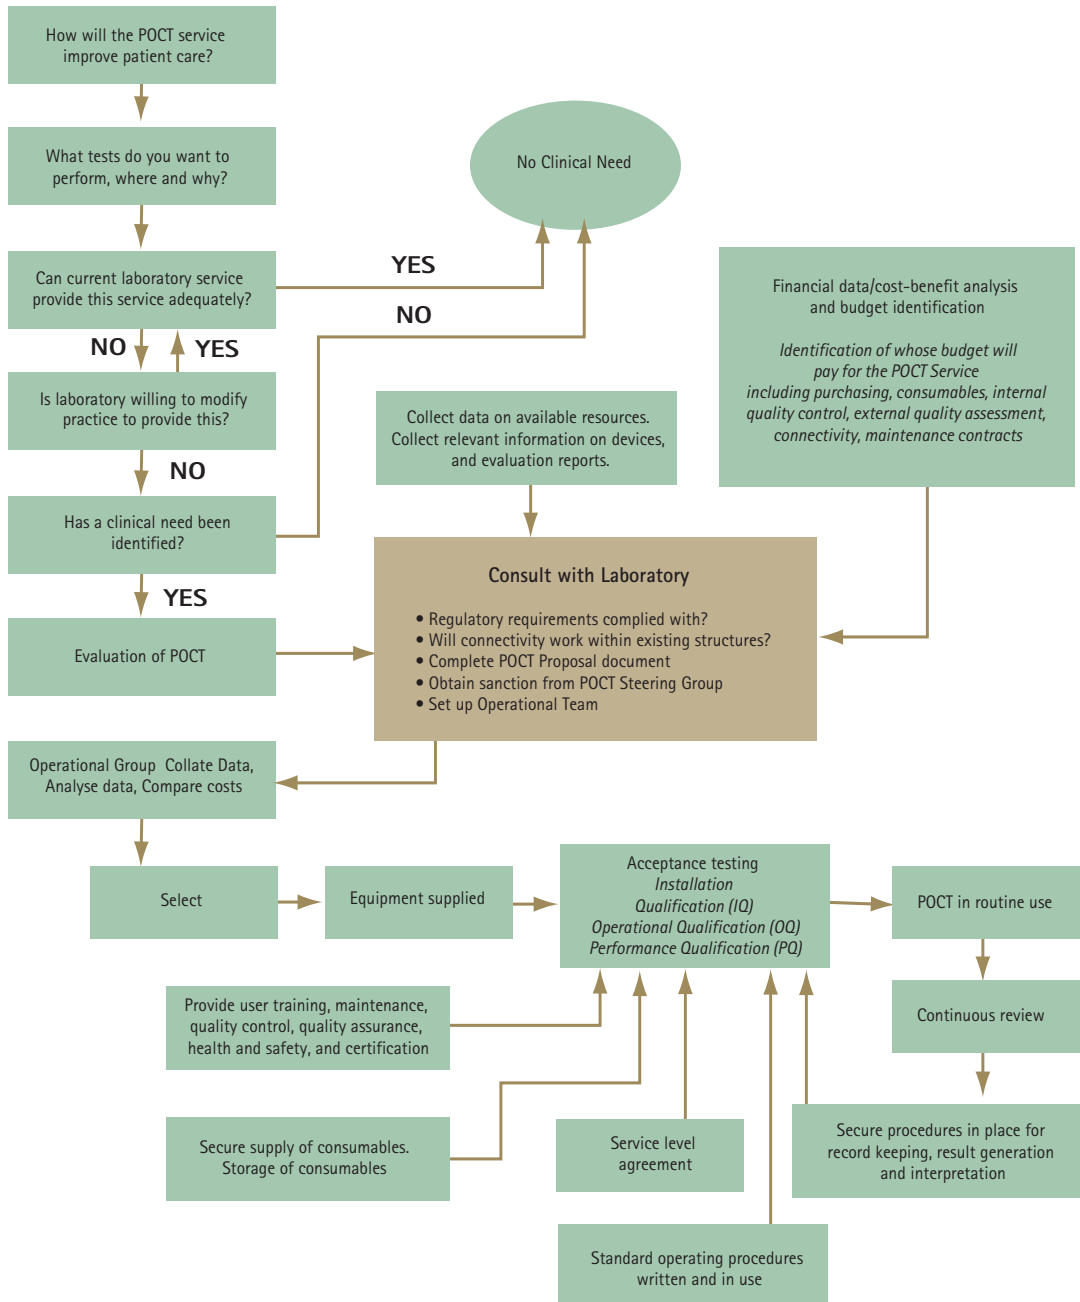 How will the POCT service
improve patient care?
What tests do you want to
perform, where and why?
No Clinical Need
Can current laboratory service
provide this service adequately?
YES
NO
Financial data/cost-benefit analysis
and budget identification
Identification of whose budget will
pay for the POCT Service
including purchasing, consumables, internal
quality control, external quality assessment,
connectivity, maintenance contracts
NO
YES
Is laboratory willing to modify
practice to provide this?
Collect data on available resources.
Collect relevant information on devices,
and evaluation reports.
NO
Has a clinical need been
identified?
YES
Evaluation of POCT
Consult with Laboratory
• Regulatory requirements complied with?
• Will connectivity work within existing structures?
• Complete POCT Proposal document
• Obtain sanction from POCT Steering Group
• Set up Operational Team
Operational Group Collate Data,
Analyse data, Compare costs
Select
Equipment supplied
Acceptance testing
Installation
Qualification (IQ)
Operational Qualification (OQ)
Performance Qualification (PQ)
POCT in routine use
Provide user training, maintenance,
quality control, quality assurance,
health and safety, and certification
Continuous review
Secure supply of consumables.
Storage of consumables
Service level
agreement
Secure procedures in place for
record keeping, result generation
and interpretation
Standard operating procedures
written and in use